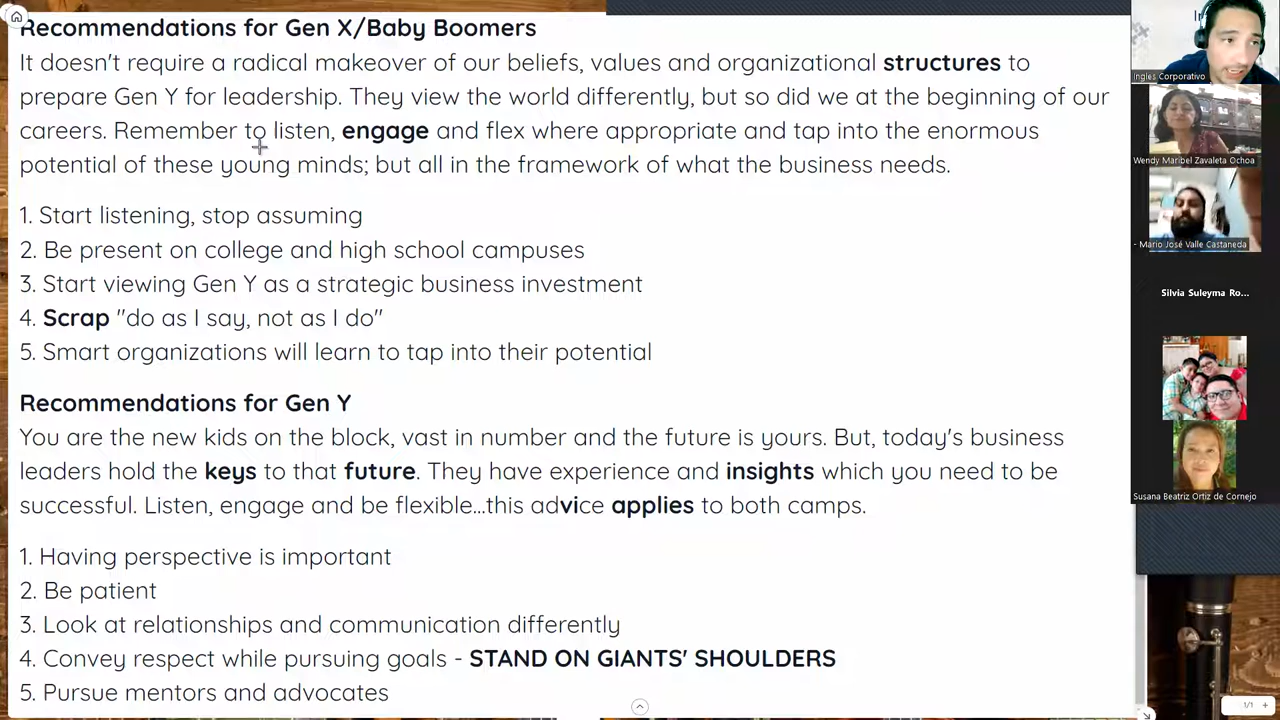 Recommendations for Gen X/Baby Boomers
It doesn't require a radical makeover of our beliefs, values and organizational structures to
prepare Gen Y for leadership. They view the world differently, but so did we at the beginning of our
careers. Remember to listen, engage and flex where appropriate and tap into the enormous
potential of these young minds; but all in the framework of what the business needs.
1. Start listening, stop assuming
2. Be present on college and high school campuses
3. Start viewing Gen Y as a strategic business investment
4. Scrap "do as I say, not as I do"
5. Smart organizations will learn to tap into their potential
Recommendations for Gen Y
You are the new kids on the block, vast in number and the future is yours. But, today's business
leaders hold the keys to that future. They have experience and insights which you need to be
successful. Listen, engage and be flexible...this advice applies to both camps.
1. Having perspective is important
2. Be patient
3. Look at relationships and communication differently
4. Convey respect while pursuing goals - STAND ON GIANTS' SHOULDERS
5. Pursue mentors and advocates
Ingles Corporativo
Wendy Maribel Zavaleta Ochoa
- Mario José Valle Castaneda
Silvia Suleyma Ro...
Susana Beatriz Ortiz de Cornejo
1/1